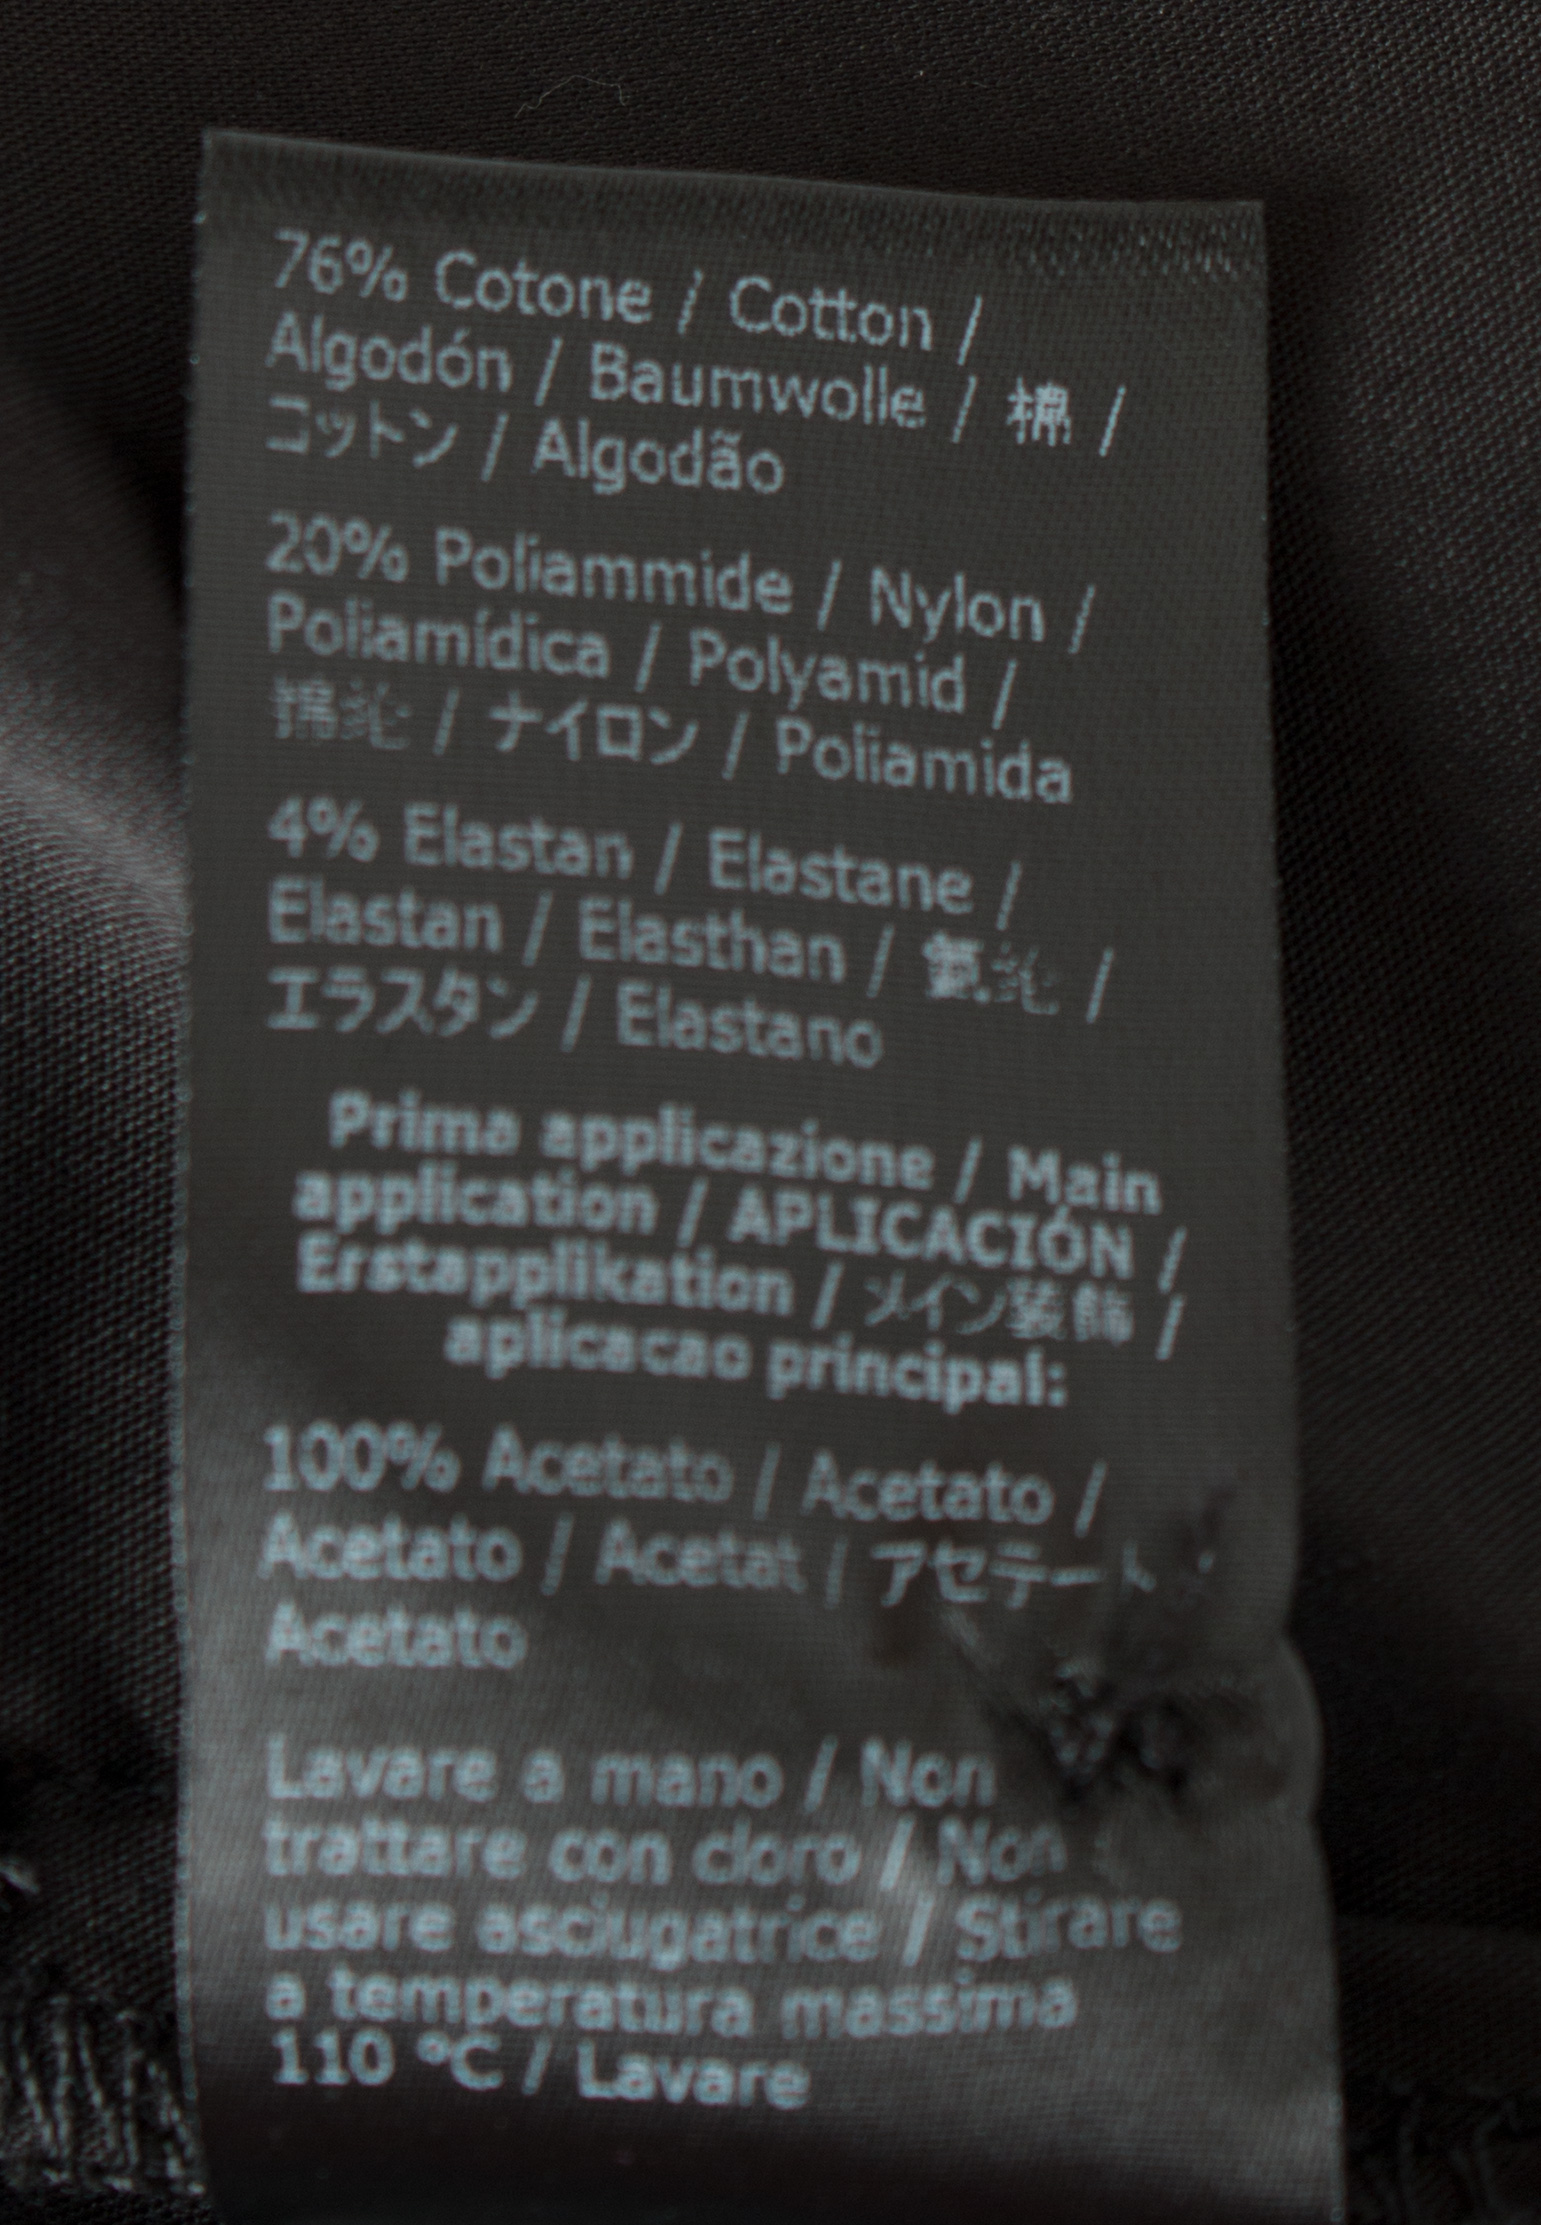 76% Cotone / Cotton /
Algodón / Baumwolle / 棉 /
コットン / Algodão
20% Poliammide / Nylon /
Poliamídica / Polyamid /
/ ナイロン / Poliamida
4% Elastan / Elastane /
Elastan / Elasthan / 氨纶 /
エラスタン / Elastano
Prima applicazione / Main
application / APLICACIÓN /
Erstapplikation / メイン装飾 /
aplicacao principal:
100% Acetato / Acetato /
Acetato / Acetat / アセテート
Acetato
Lavare a mano / Non
trattare con cloro / Non
usare asciugatrice / Stirare
a temperatura massima
110 °C / Lavare